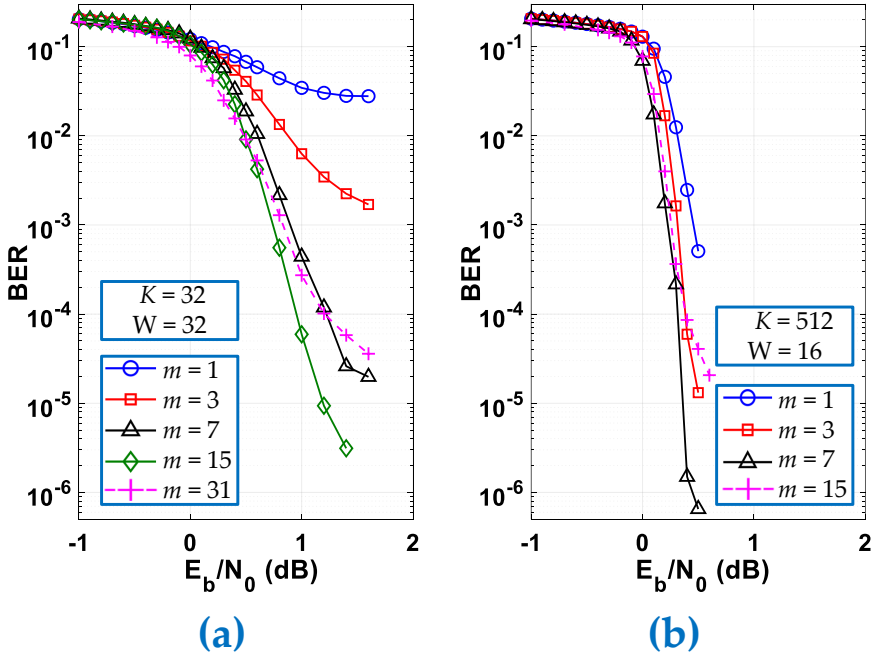 10^-1
10^-2
10^-3
10^-4
10^-5
10^-6
BER
K = 32
W = 32
m = 1
m = 3
m = 7
m = 15
m = 31
-1 0 1 2
E_b/N_0 (dB)
(a)
10^-1
10^-2
10^-3
10^-4
10^-5
10^-6
BER
K = 512
W = 16
m = 1
m = 3
m = 7
m = 15
-1 0 1 2
E_b/N_0 (dB)
(b)